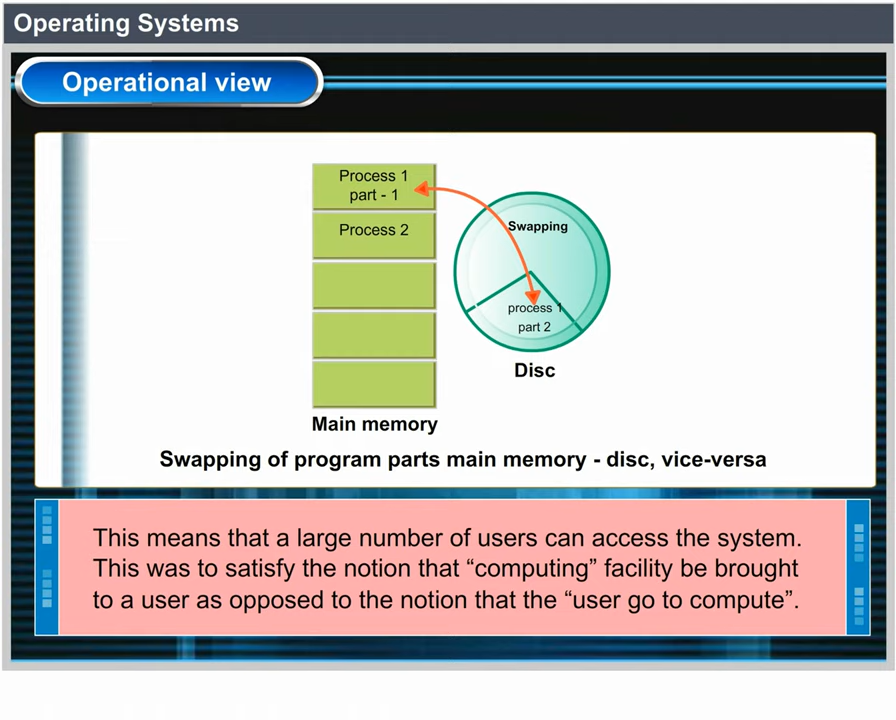 Operating Systems
Operational view
Process 1
part - 1
Process 2
Swapping
process 1
part 2
Disc
Main memory
Swapping of program parts main memory - disc, vice-versa
This means that a large number of users can access the system.
This was to satisfy the notion that “computing” facility be brought
to a user as opposed to the notion that the “user go to compute”.